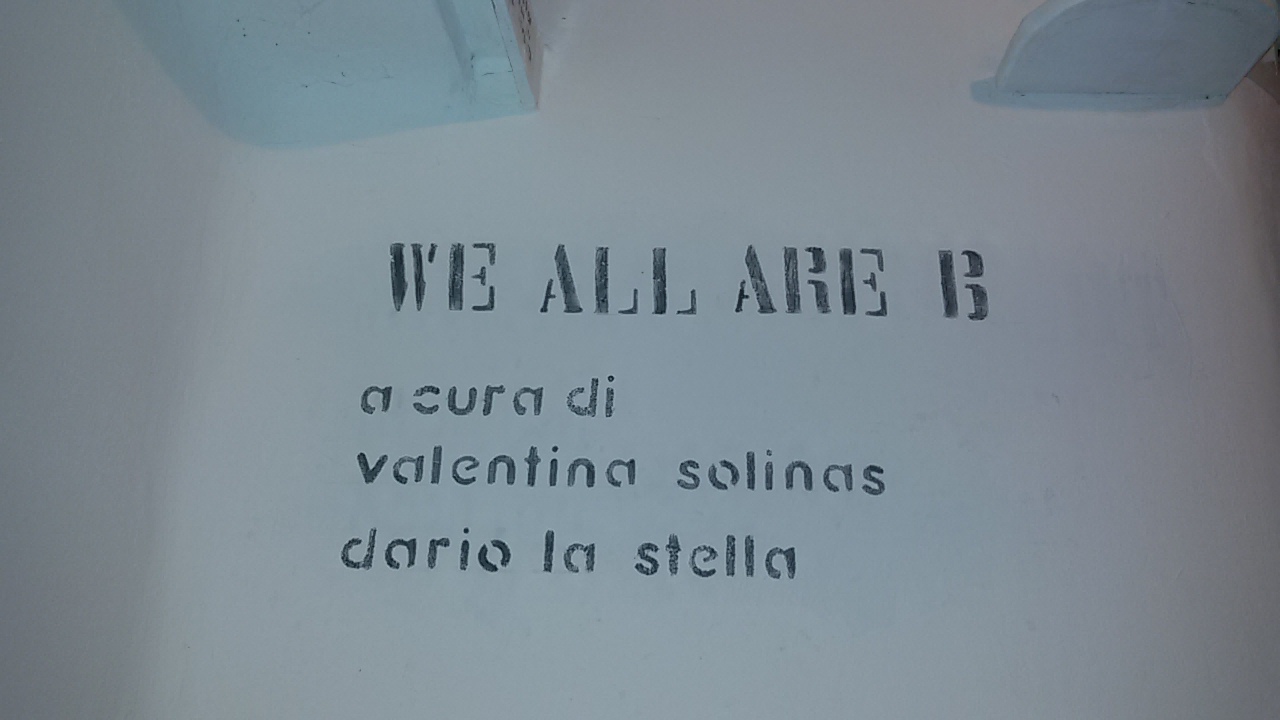 WE ALL ARE B
a cura di
valentina solinas
dario la stella